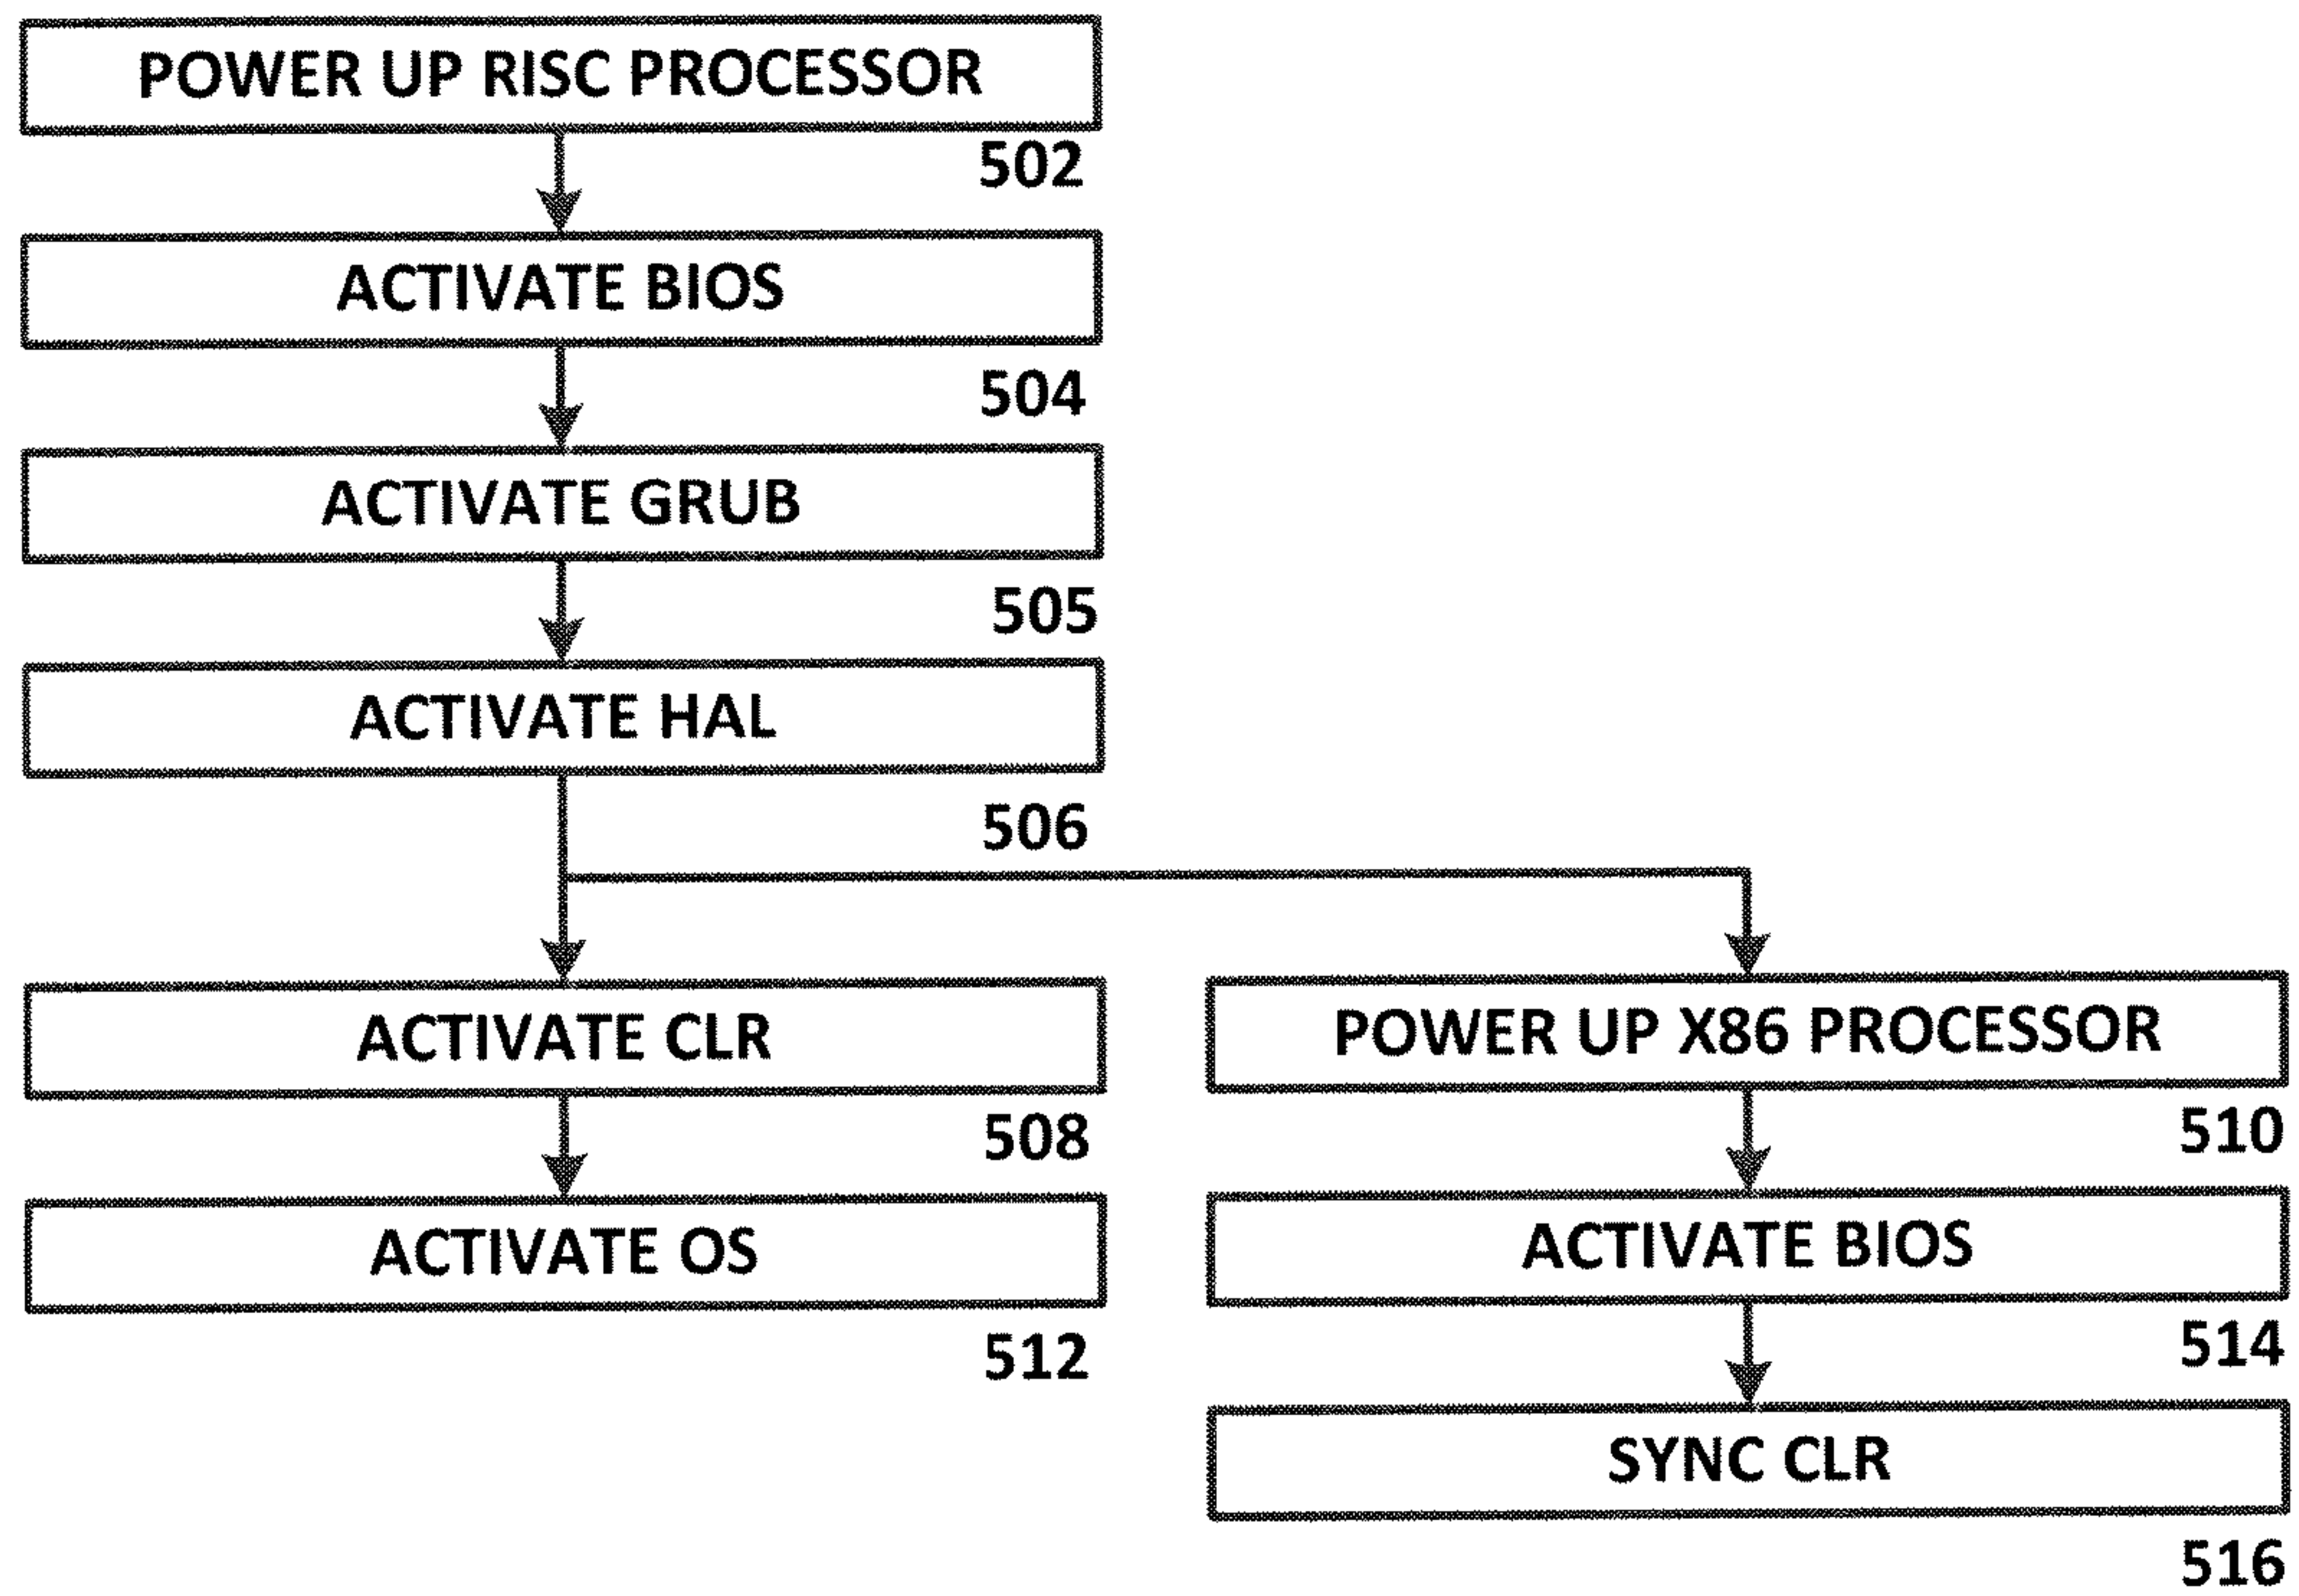 POWER UP RISC PROCESSOR
502
ACTIVATE BIOS
504
ACTIVATE GRUB
505
ACTIVATE HAL
506
ACTIVATE CLR
508
ACTIVATE OS
512
POWER UP X86 PROCESSOR
510
ACTIVATE BIOS
514
SYNC CLR
516